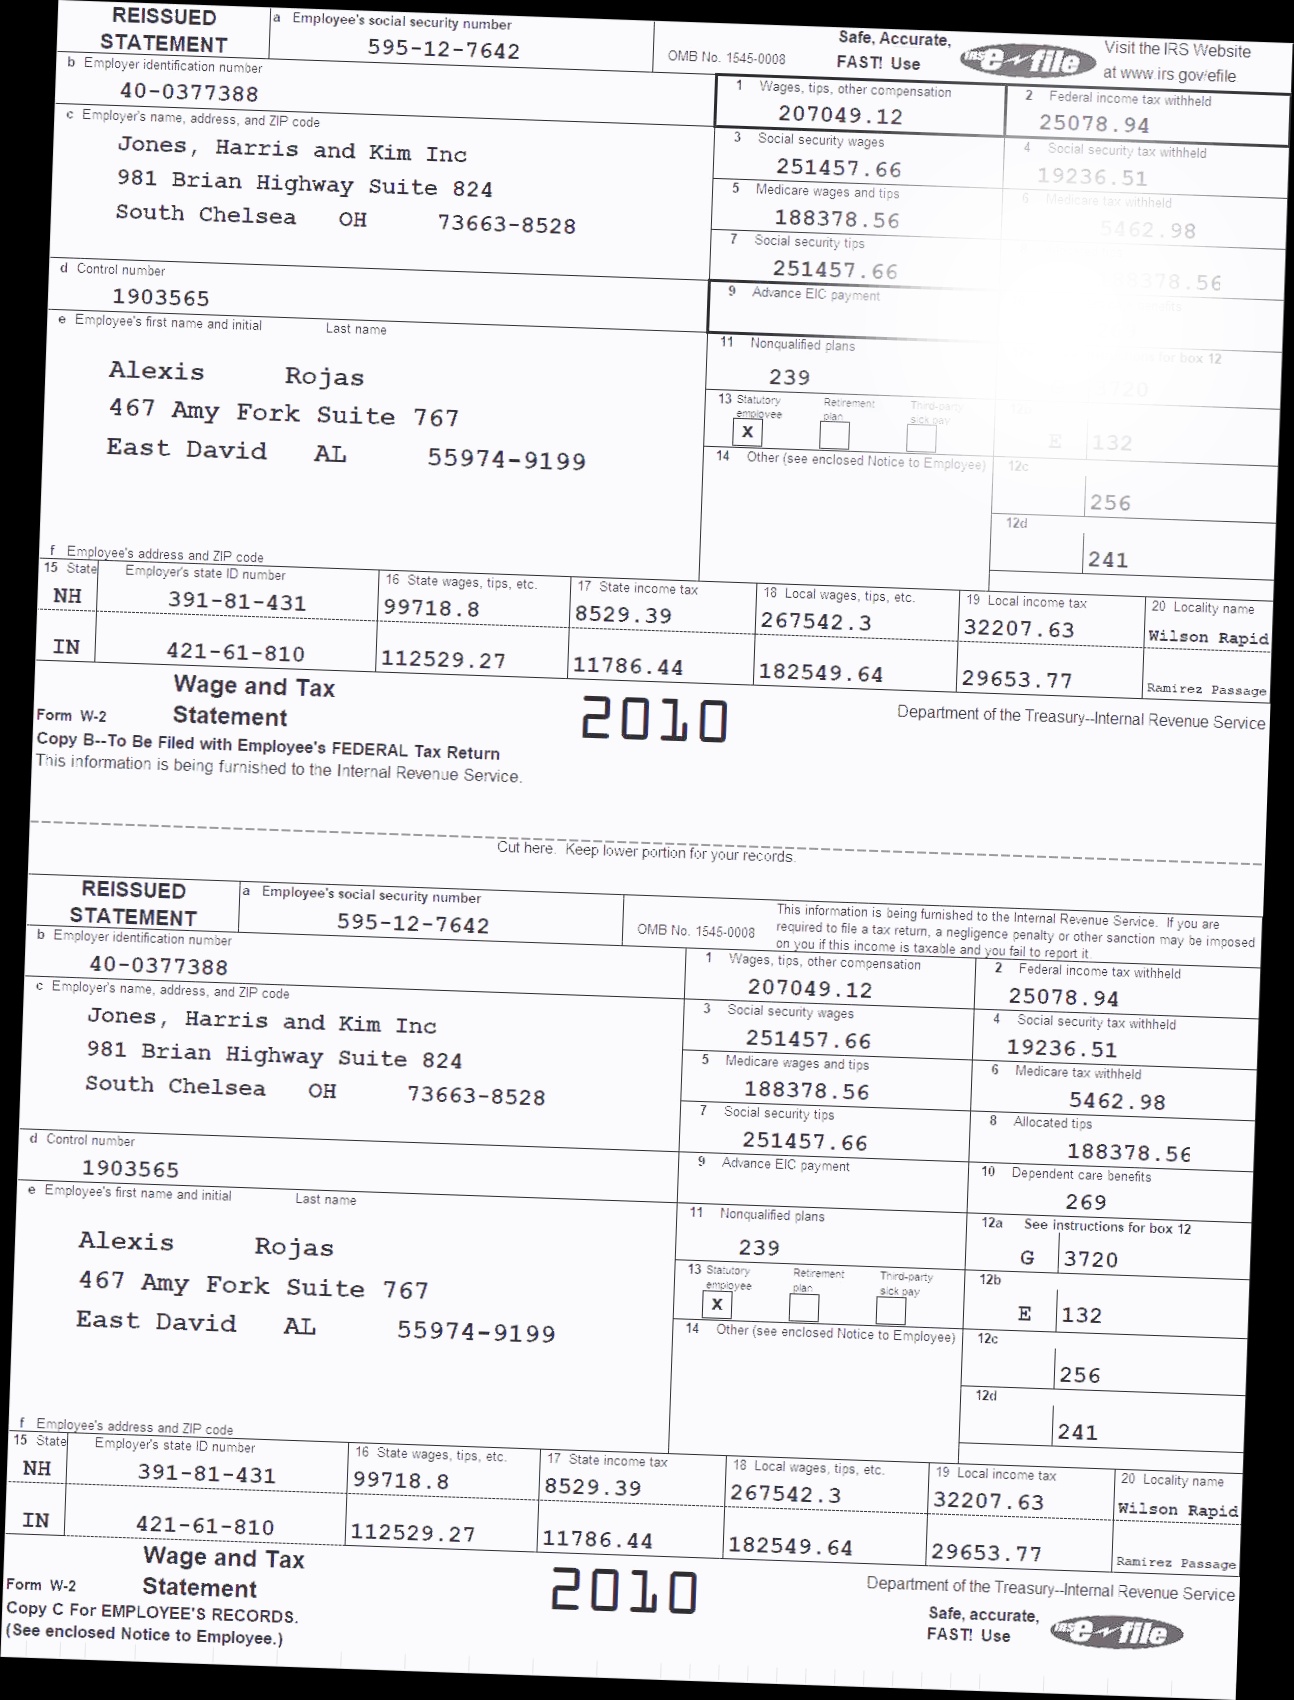 REISSUED STATEMENT
a Employee's social security number
595-12-7642
OMB No. 1545-0008
Safe, Accurate,
FAST! Use
IRS e file
Visit the IRS Website
at www.irs.gov/efile
b Employer identification number
40-0377388
1 Wages, tips, other compensation
207049.12
2 Federal income tax withheld
25078.94
c Employer's name, address, and ZIP code
Jones, Harris and Kim Inc
981 Brian Highway Suite 824
South Chelsea OH 73663-8528
3 Social security wages
251457.66
4 Social security tax withheld
19236.51
5 Medicare wages and tips
188378.56
6 Medicare tax withheld
5462.98
7 Social security tips
251457.66
378.56
d Control number
1903565
9 Advance EIC payment
e Employee's first name and initial Last name
Alexis Rojas
467 Amy Fork Suite 767
East David AL 55974-9199
11 Nonqualified plans
239
for box 12
3720
13 Statutory employee
X
Retirement plan
Third-party sick pay
E 132
14 Other (see enclosed Notice to Employee)
12c
256
12d
241
f Employee's address and ZIP code
15 State Employer's state ID number
16 State wages, tips, etc.
17 State income tax
18 Local wages, tips, etc.
19 Local income tax
20 Locality name
NH 391-81-431 99718.8 8529.39 267542.3 32207.63 Wilson Rapid
IN 421-61-810 112529.27 11786.44 182549.64 29653.77 Ramirez Passage
Form W-2
Wage and Tax
Statement
2010
Department of the Treasury--Internal Revenue Service
Copy B--To Be Filed with Employee's FEDERAL Tax Return
This information is being furnished to the Internal Revenue Service.
Cut here. Keep lower portion for your records.
REISSUED STATEMENT
a Employee's social security number
595-12-7642
OMB No. 1545-0008
This information is being furnished to the Internal Revenue Service. If you are
required to file a tax return, a negligence penalty or other sanction may be imposed
on you if this income is taxable and you fail to report it.
b Employer identification number
40-0377388
1 Wages, tips, other compensation
207049.12
2 Federal income tax withheld
25078.94
c Employer's name, address, and ZIP code
Jones, Harris and Kim Inc
981 Brian Highway Suite 824
South Chelsea OH 73663-8528
3 Social security wages
251457.66
4 Social security tax withheld
19236.51
5 Medicare wages and tips
188378.56
6 Medicare tax withheld
5462.98
7 Social security tips
251457.66
8 Allocated tips
188378.56
d Control number
1903565
9 Advance EIC payment
10 Dependent care benefits
269
e Employee's first name and initial Last name
Alexis Rojas
467 Amy Fork Suite 767
East David AL 55974-9199
11 Nonqualified plans
239
12a See instructions for box 12
G 3720
13 Statutory employee
X
Retirement plan
Third-party sick pay
12b
E 132
14 Other (see enclosed Notice to Employee)
12c
256
12d
241
f Employee's address and ZIP code
15 State Employer's state ID number
16 State wages, tips, etc.
17 State income tax
18 Local wages, tips, etc.
19 Local income tax
20 Locality name
NH 391-81-431 99718.8 8529.39 267542.3 32207.63 Wilson Rapid
IN 421-61-810 112529.27 11786.44 182549.64 29653.77 Ramirez Passage
Form W-2
Wage and Tax
Statement
2010
Department of the Treasury--Internal Revenue Service
Copy C For EMPLOYEE'S RECORDS.
(See enclosed Notice to Employee.)
Safe, accurate,
FAST! Use
IRS e file